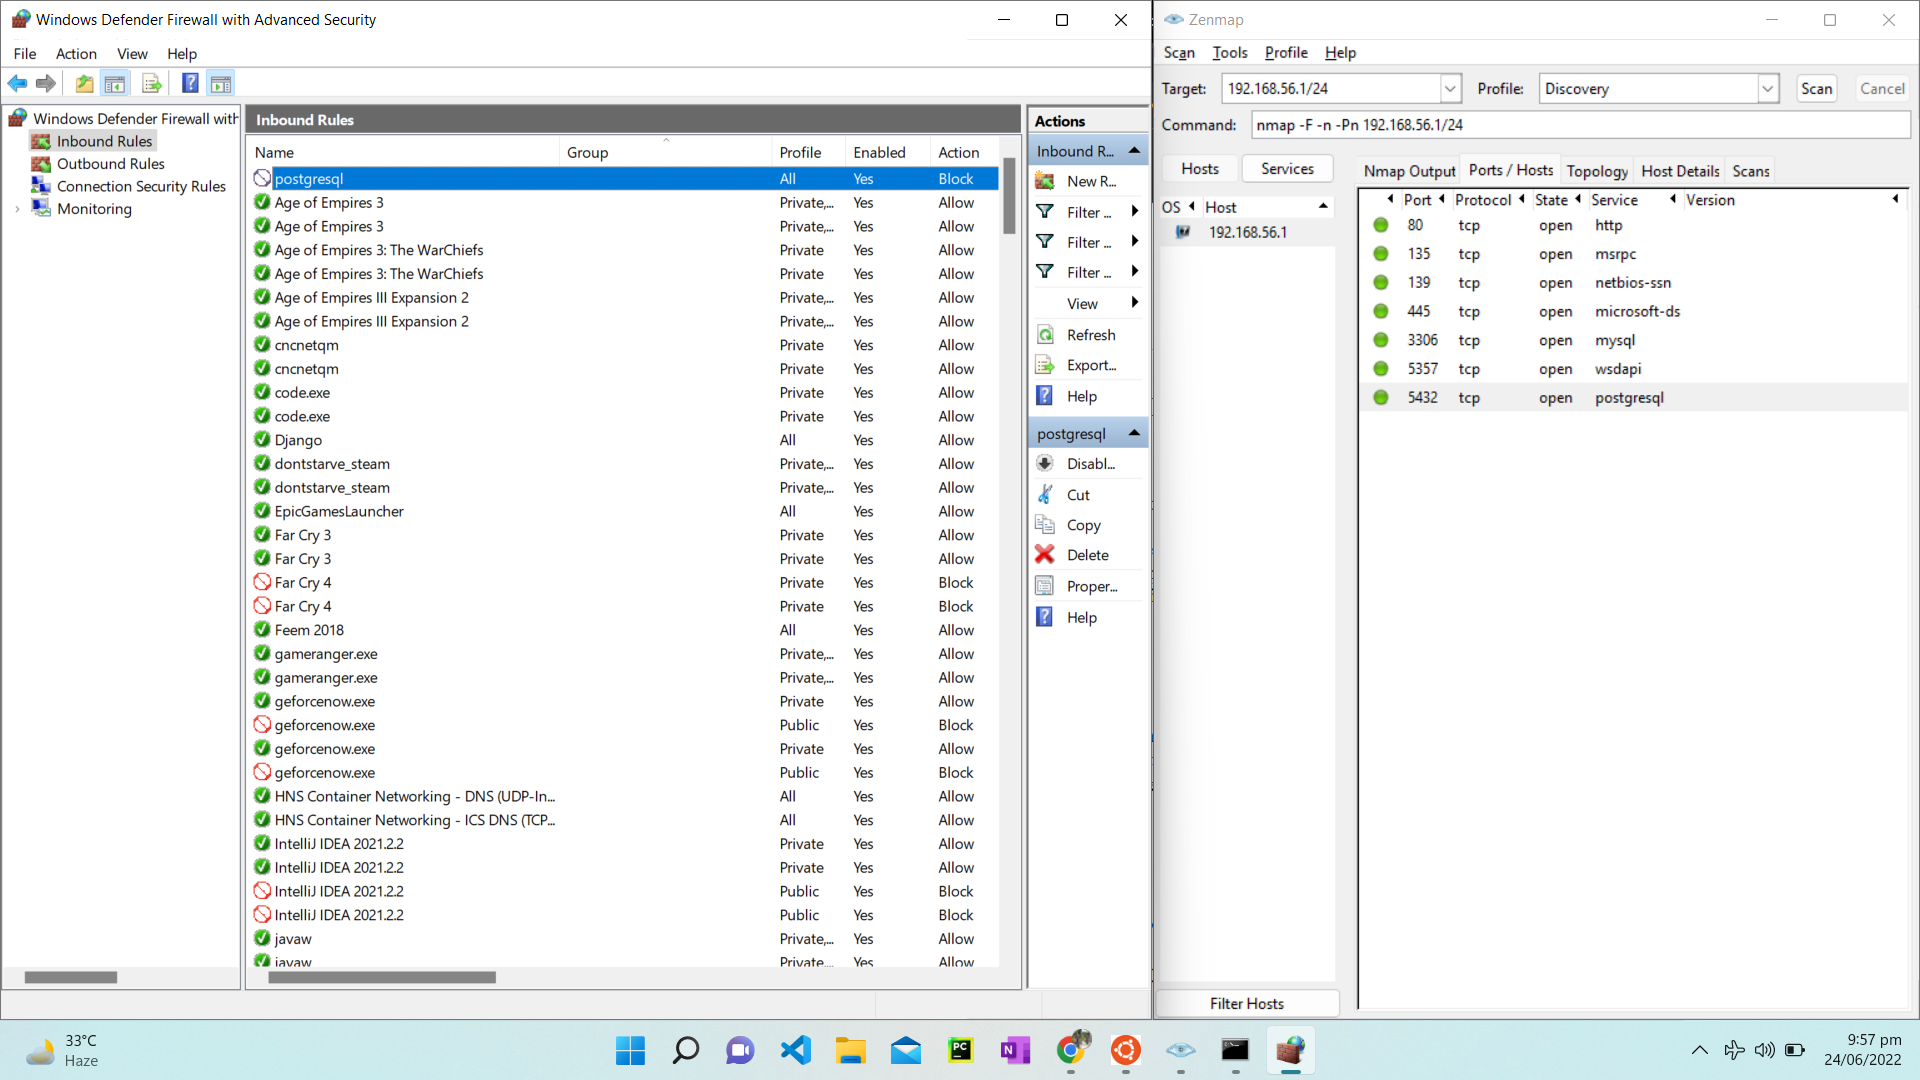 Windows Defender Firewall with Advanced Security
File Action View Help
Windows Defender Firewall with
Inbound Rules
Outbound Rules
Connection Security Rules
Monitoring
Inbound Rules
Name Group Profile Enabled Action
postgresql All Yes Block
Age of Empires 3 Private,... Yes Allow
Age of Empires 3 Private,... Yes Allow
Age of Empires 3: The WarChiefs Private Yes Allow
Age of Empires 3: The WarChiefs Private Yes Allow
Age of Empires III Expansion 2 Private,... Yes Allow
Age of Empires III Expansion 2 Private,... Yes Allow
cncnetqm Private Yes Allow
cncnetqm Private Yes Allow
code.exe Private Yes Allow
code.exe Private Yes Allow
Django All Yes Allow
dontstarve_steam Private,... Yes Allow
dontstarve_steam Private,... Yes Allow
EpicGamesLauncher All Yes Allow
Far Cry 3 Private Yes Allow
Far Cry 3 Private Yes Allow
Far Cry 4 Private Yes Block
Far Cry 4 Private Yes Block
Feem 2018 All Yes Allow
gameranger.exe Private,... Yes Allow
gameranger.exe Private,... Yes Allow
geforcenow.exe Private Yes Allow
geforcenow.exe Public Yes Block
geforcenow.exe Private Yes Allow
geforcenow.exe Public Yes Block
HNS Container Networking - DNS (UDP-In... All Yes Allow
HNS Container Networking - ICS DNS (TCP... All Yes Allow
IntelliJ IDEA 2021.2.2 Private Yes Allow
IntelliJ IDEA 2021.2.2 Private Yes Allow
IntelliJ IDEA 2021.2.2 Public Yes Block
IntelliJ IDEA 2021.2.2 Public Yes Block
javaw Private,... Yes Allow
javaw Private,... Yes Allow
Actions
Inbound R...
New R...
Filter ...
Filter ...
Filter ...
View
Refresh
Export...
Help
postgresql
Disabl...
Cut
Copy
Delete
Proper...
Help
Zenmap
Scan Tools Profile Help
Target: 192.168.56.1/24 Profile: Discovery Scan Cancel
Command: nmap -F -n -Pn 192.168.56.1/24
Hosts Services
OS Host
192.168.56.1
Filter Hosts
Nmap Output Ports / Hosts Topology Host Details Scans
Port Protocol State Service Version
80 tcp open http
135 tcp open msrpc
139 tcp open netbios-ssn
445 tcp open microsoft-ds
3306 tcp open mysql
5357 tcp open wsdapi
5432 tcp open postgresql
33°C
Haze
PC
N
9:57 pm
24/06/2022